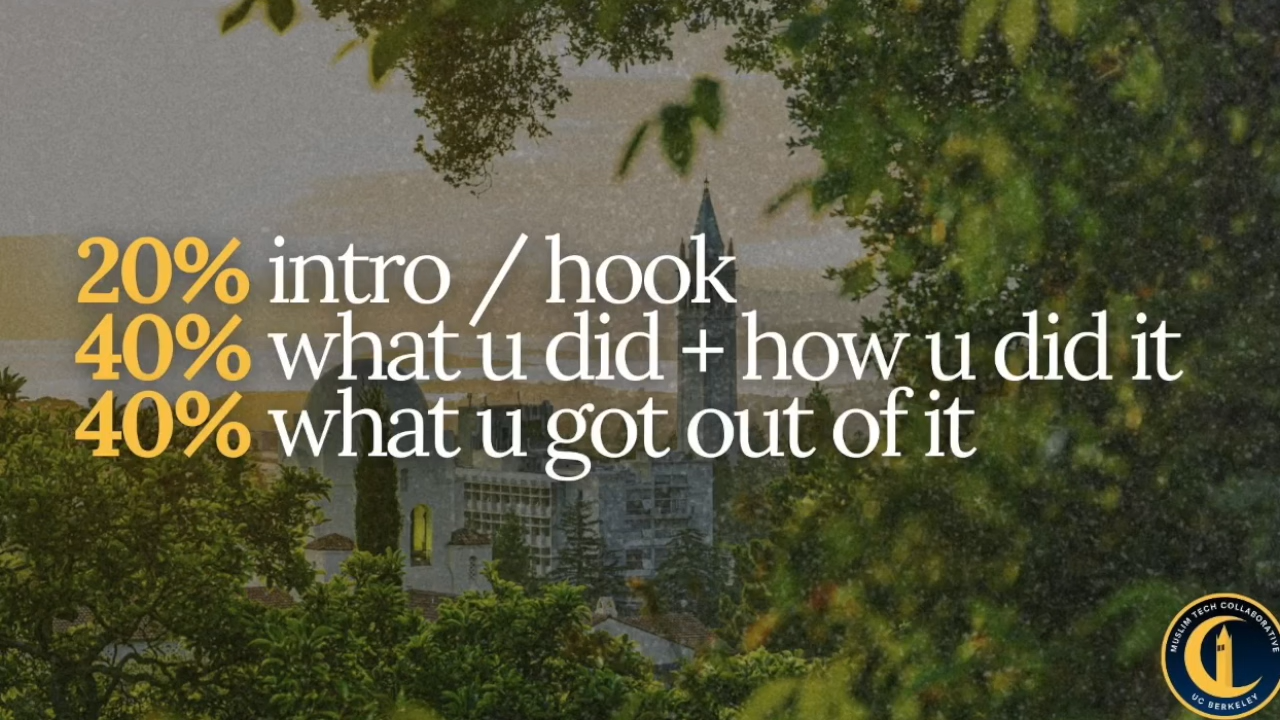 20% intro / hook
40% what u did + how u did it
40% what u got out of it
MUSLIM TECH COLLABORATIVE
UC BERKELEY